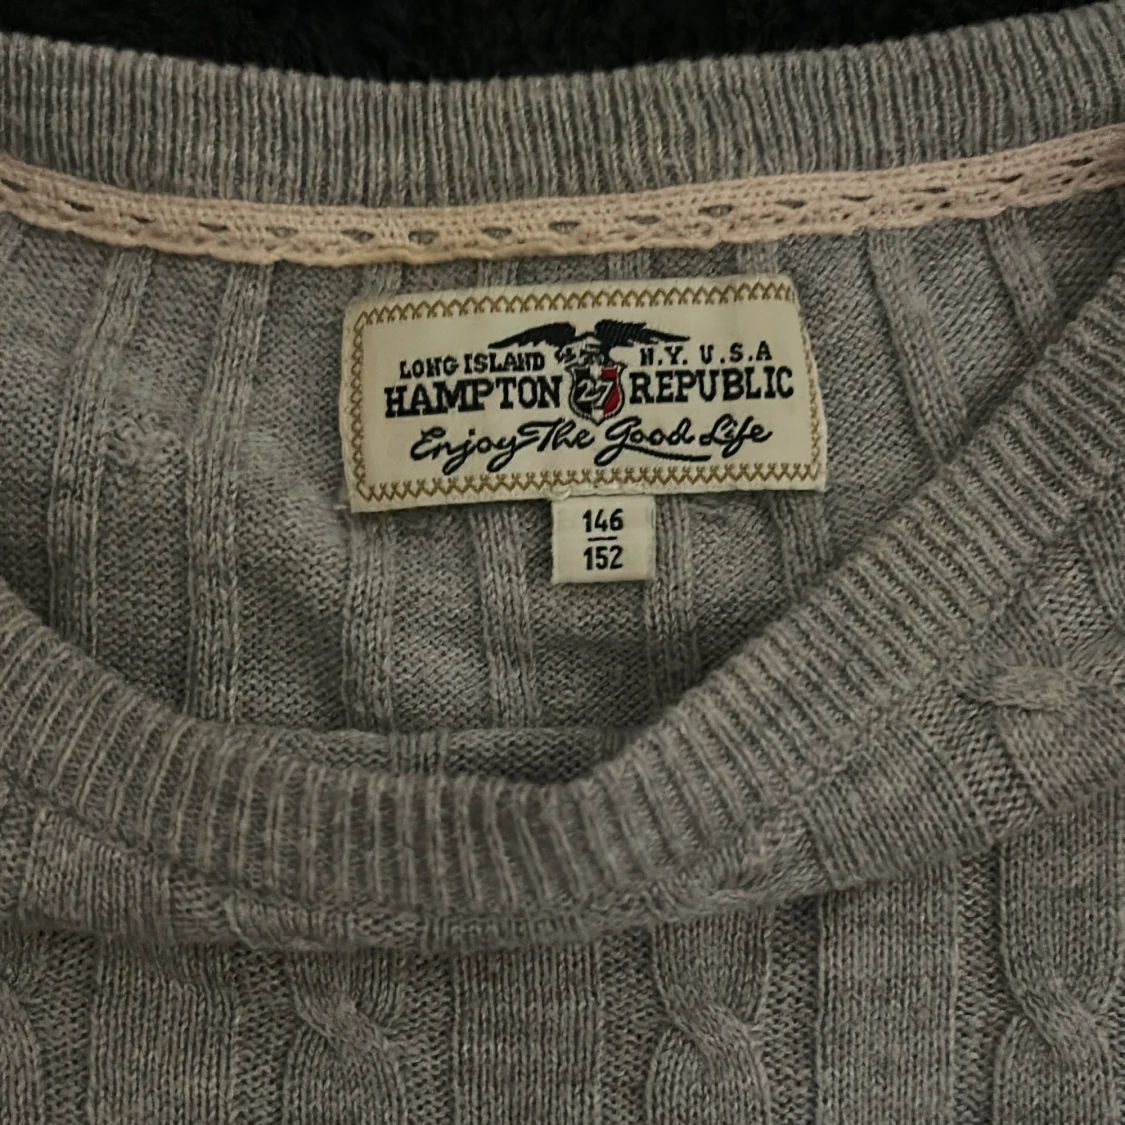 LONG ISLAND N.Y. U.S.A
HAMPTON 27 REPUBLIC
Enjoy The Good Life
146
152